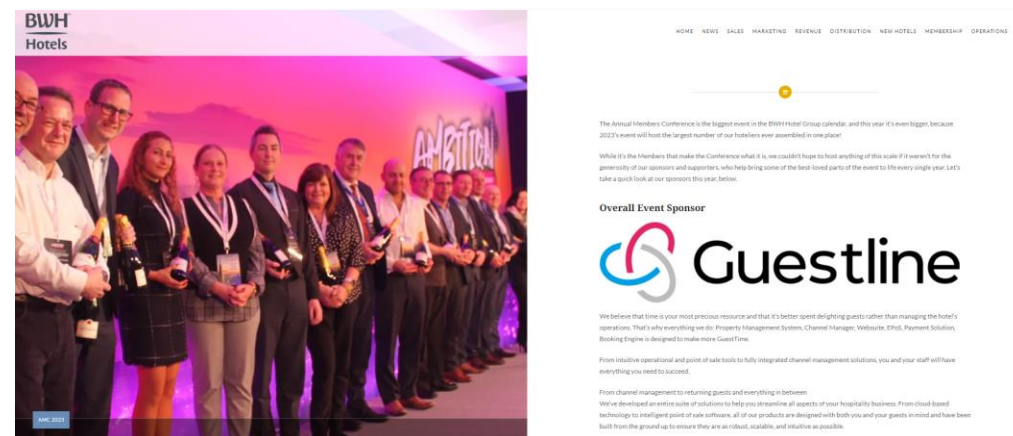 BWH
Hotels
AMBITION
AMC 2023
HOME NEWS SALES MARKETING REVENUE DISTRIBUTION NEW HOTELS MEMBERSHIP OPERATIONS
The Annual Members Conference is the biggest event in the BWH Hotel Group calendar, and this year it's even bigger, because
2023's event will host the largest number of our hoteliers ever assembled in one place!
While it's the Members that make the Conference what it is, we couldn't hope to host anything of this scale if it weren't for the
generosity of our sponsors and supporters, who help bring some of the best-loved parts of the event to life every single year. Let's
take a quick look at our sponsors this year, below.
Overall Event Sponsor
Guestline
We believe that time is your most precious resource and that it's better spent delighting guests rather than managing the hotel's
operations. That's why everything we do: Property Management System, Channel Manager, Websuite, EPoS, Payment Solution,
Booking Engine is designed to make more GuestTime.
From intuitive operational and point of sale tools to fully integrated channel management solutions, you and your staff will have
everything you need to succeed.
From channel management to returning guests and everything in between
We've developed an entire suite of solutions to help you streamline all aspects of your hospitality business. From cloud-based
technology to intelligent point of sale software, all of our products are designed with both you and your guests in mind and have been
built from the ground up to ensure they are as robust, scalable, and intuitive as possible.